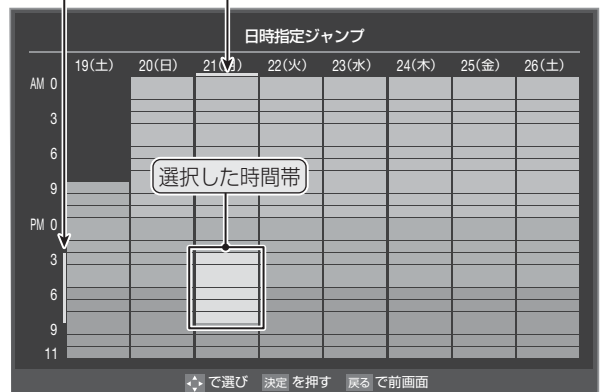 日時指定ジャンプ
19(土) 20(日) 21(月) 22(火) 23(水) 24(木) 25(金) 26(土)
AM 0
3
6
選択した時間帯
9
PM 0
3
6
9
11
で選び 決定 を押す 戻る で前画面